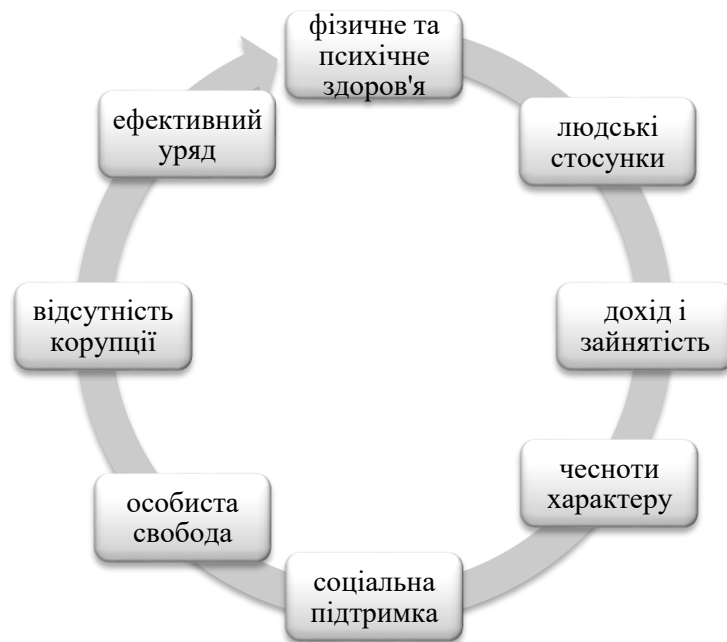 фізичне та
психічне
здоров'я
людські
стосунки
дохід і
зайнятість
чесноти
характеру
соціальна
підтримка
особиста
свобода
відсутність
корупції
ефективний
уряд